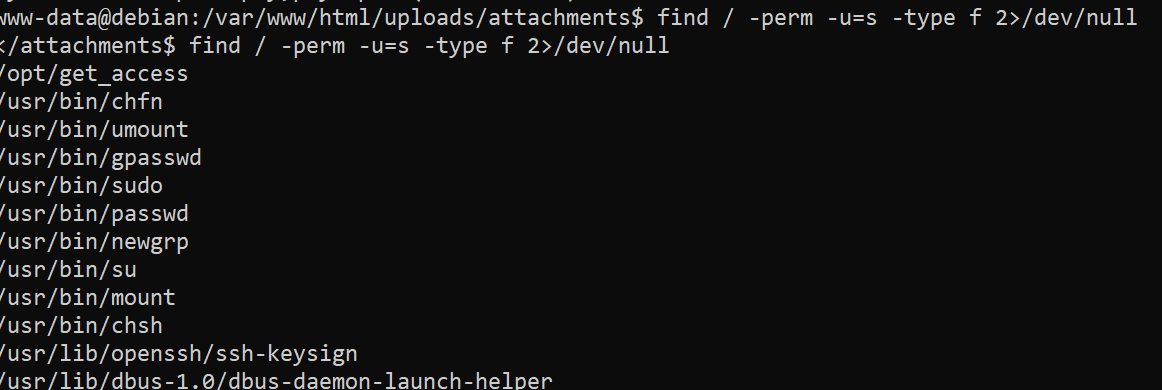 www-data@debian:/var/www/html/uploads/attachments$ find / -perm -u=s -type f 2>/dev/null
</attachments$ find / -perm -u=s -type f 2>/dev/null
/opt/get_access
/usr/bin/chfn
/usr/bin/umount
/usr/bin/gpasswd
/usr/bin/sudo
/usr/bin/passwd
/usr/bin/newgrp
/usr/bin/su
/usr/bin/mount
/usr/bin/chsh
/usr/lib/openssh/ssh-keysign
/usr/lib/dbus-1.0/dbus-daemon-launch-helper